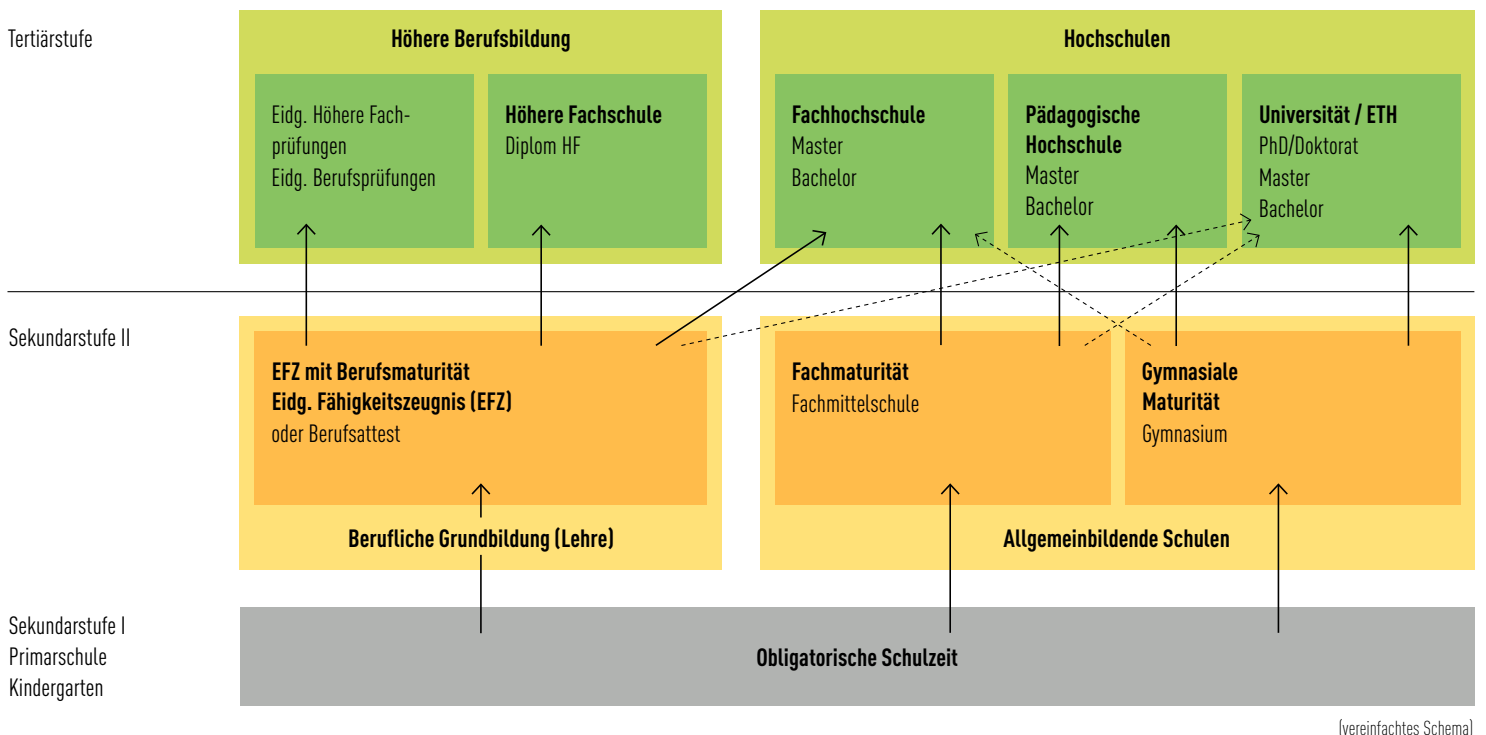 Tertiärstufe
Höhere Berufsbildung
Eidg. Höhere Fach-
prüfungen
Eidg. Berufsprüfungen
Höhere Fachschule
Diplom HF
Hochschulen
Fachhochschule
Master
Bachelor
Pädagogische
Hochschule
Master
Bachelor
Universität / ETH
PhD/Doktorat
Master
Bachelor
Sekundarstufe II
EFZ mit Berufsmaturität
Eidg. Fähigkeitszeugnis (EFZ)
oder Berufsattest
Berufliche Grundbildung (Lehre)
Fachmaturität
Fachmittelschule
Gymnasiale
Maturität
Gymnasium
Allgemeinbildende Schulen
Sekundarstufe I
Primarschule
Kindergarten
Obligatorische Schulzeit
(vereinfachtes Schema)